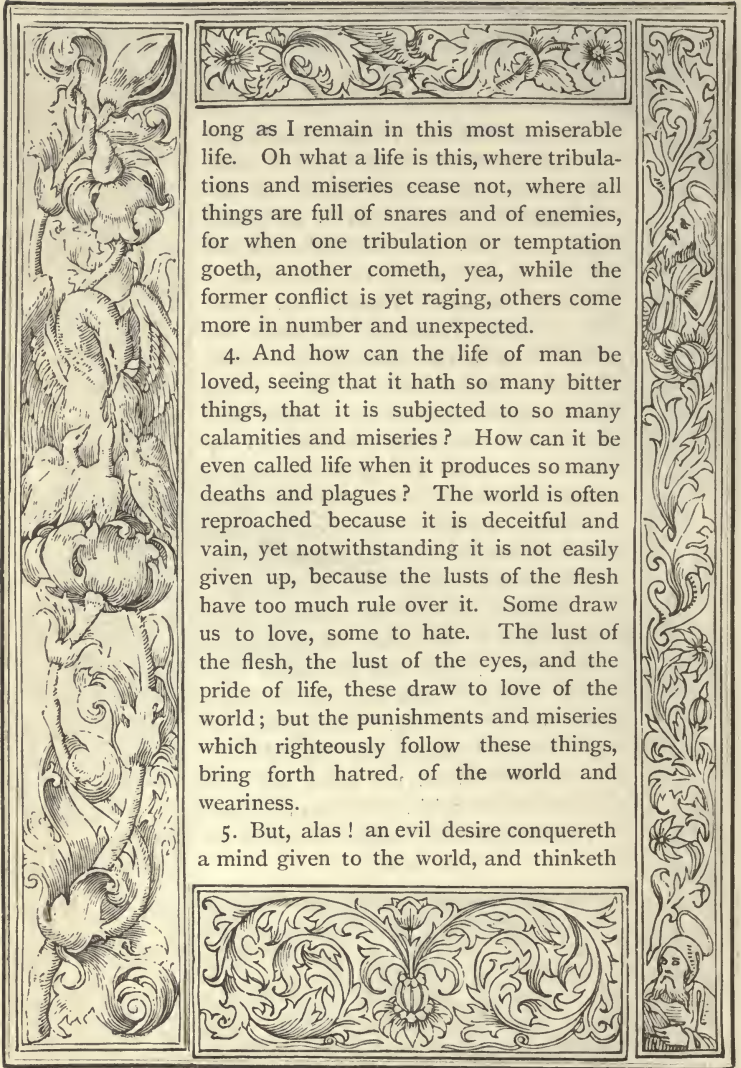 long as I remain in this most miserable
life. Oh what a life is this, where tribula-
tions and miseries cease not, where all
things are full of snares and of enemies,
for when one tribulation or temptation
goeth, another cometh, yea, while the
former conflict is yet raging, others come
more in number and unexpected.
4. And how can the life of man be
loved, seeing that it hath so many bitter
things, that it is subjected to so many
calamities and miseries ? How can it be
even called life when it produces so many
deaths and plagues ? The world is often
reproached because it is deceitful and
vain, yet notwithstanding it is not easily
given up, because the lusts of the flesh
have too much rule over it. Some draw
us to love, some to hate. The lust of
the flesh, the lust of the eyes, and the
pride of life, these draw to love of the
world ; but the punishments and miseries
which righteously follow these things,
bring forth hatred of the world and
weariness.
5. But, alas ! an evil desire conquereth
a mind given to the world, and thinketh